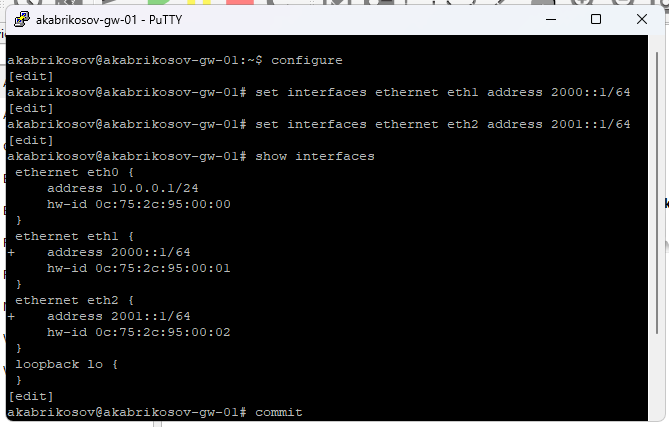 akabrikosov-gw-01 - PuTTY
akabrikosov@akabrikosov-gw-01:~$ configure
[edit]
akabrikosov@akabrikosov-gw-01# set interfaces ethernet eth1 address 2000::1/64
[edit]
akabrikosov@akabrikosov-gw-01# set interfaces ethernet eth2 address 2001::1/64
[edit]
akabrikosov@akabrikosov-gw-01# show interfaces
 ethernet eth0 {
     address 10.0.0.1/24
     hw-id 0c:75:2c:95:00:00
 }
 ethernet eth1 {
+    address 2000::1/64
     hw-id 0c:75:2c:95:00:01
 }
 ethernet eth2 {
+    address 2001::1/64
     hw-id 0c:75:2c:95:00:02
 }
 loopback lo {
 }
[edit]
akabrikosov@akabrikosov-gw-01# commit